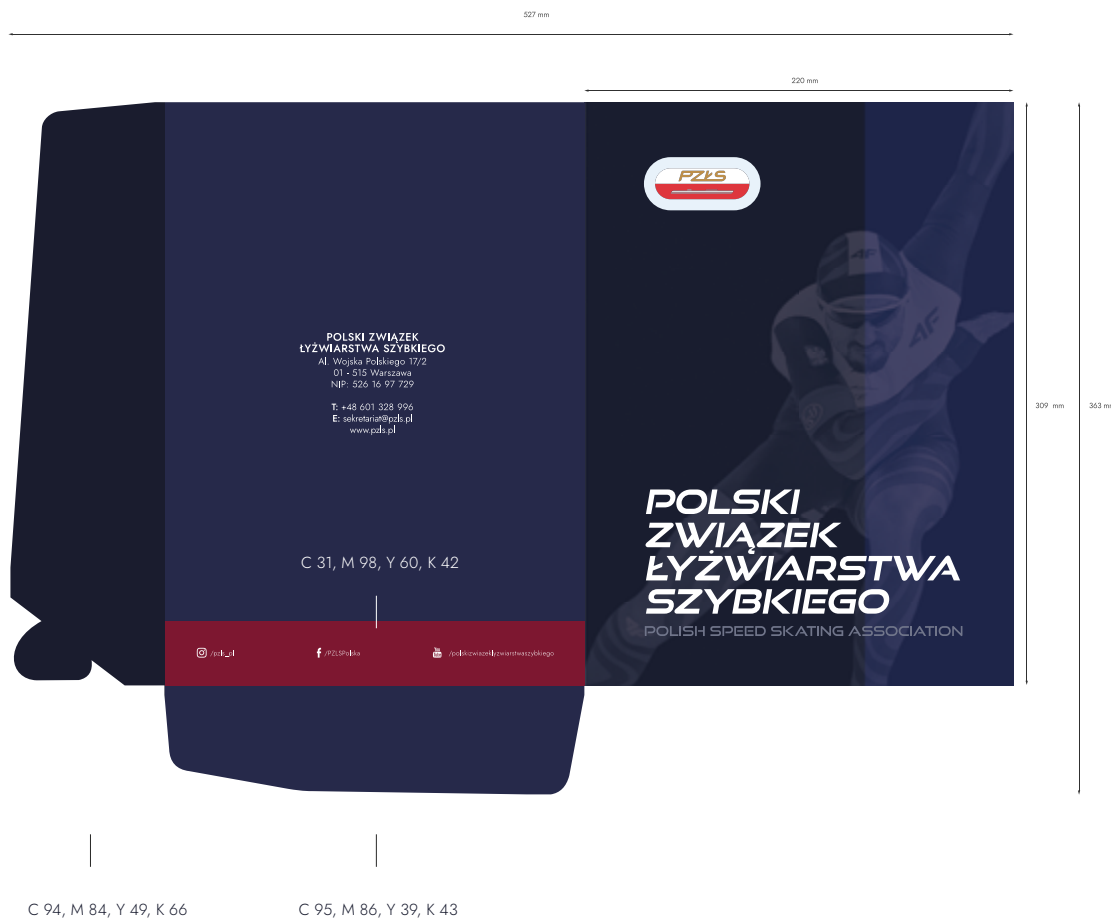 527 mm
220 mm
PZŁS
AF
AF
POLSKI ZWIĄZEK
ŁYŻWIARSTWA SZYBKIEGO
Al. Wojska Polskiego 17/2
01 - 515 Warszawa
NIP: 526 16 97 729
T: +48 601 328 996
E: sekretariat@pzls.pl
www.pzls.pl
309 mm
363 m
POLSKI
ZWIĄZEK
ŁYŻWIARSTWA
SZYBKIEGO
POLISH SPEED SKATING ASSOCIATION
C 31, M 98, Y 60, K 42
/pzls_pl
/PZLSPolska
You
/polskizwiazeklyzwiarstwaszybkiego
C 94, M 84, Y 49, K 66
C 95, M 86, Y 39, K 43